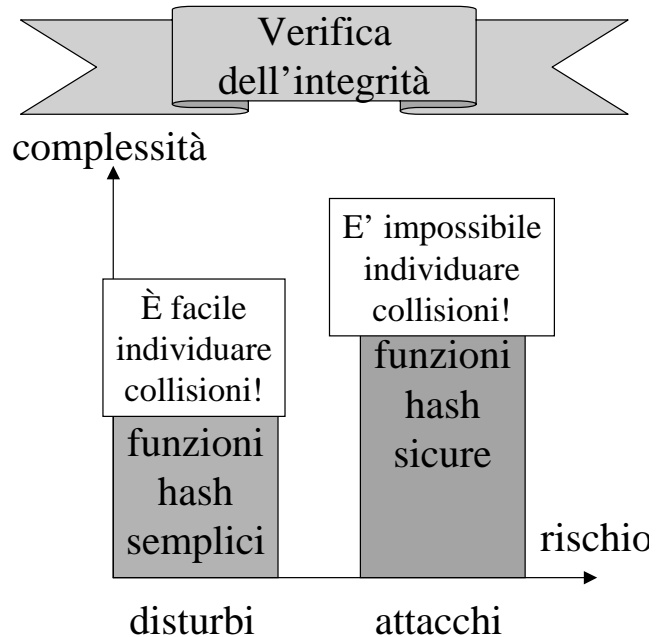 Verifica
dell'integrità
complessità
E' impossibile
individuare
collisioni!
È facile
individuare
collisioni!
funzioni
hash
sicure
funzioni
hash
semplici
rischio
disturbi
attacchi